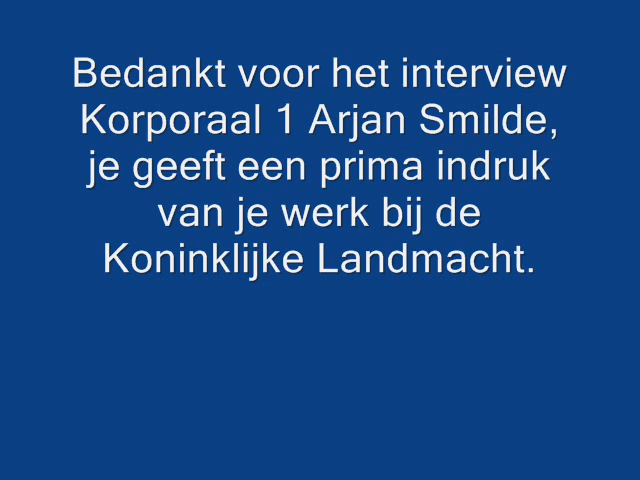 Bedankt voor het interview
Korporaal 1 Arjan Smilde,
je geeft een prima indruk
van je werk bij de
Koninklijke Landmacht.